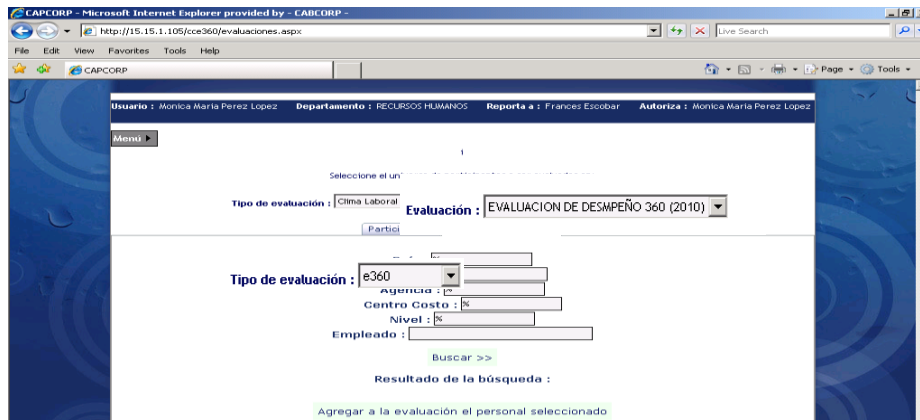 CAPCORP - Microsoft Internet Explorer provided by - CABCORP -
http://15.15.1.105/cce360/evaluaciones.aspx
Live Search
File Edit View Favorites Tools Help
CAPCORP
Page Tools
Usuario : Monica Maria Perez Lopez Departamento : RECURSOS HUMANOS Reporta a : Frances Escobar Autoriza : Monica Maria Perez Lopez
Menú
Seleccione el
Tipo de evaluación : Clima Laboral
Evaluación : EVALUACION DE DESMPEÑO 360 (2010)
Partici
Tipo de evaluación : e360
Agencia : %
Centro Costo : %
Nivel : %
Empleado :
Buscar >>
Resultado de la búsqueda :
Agregar a la evaluación el personal seleccionado